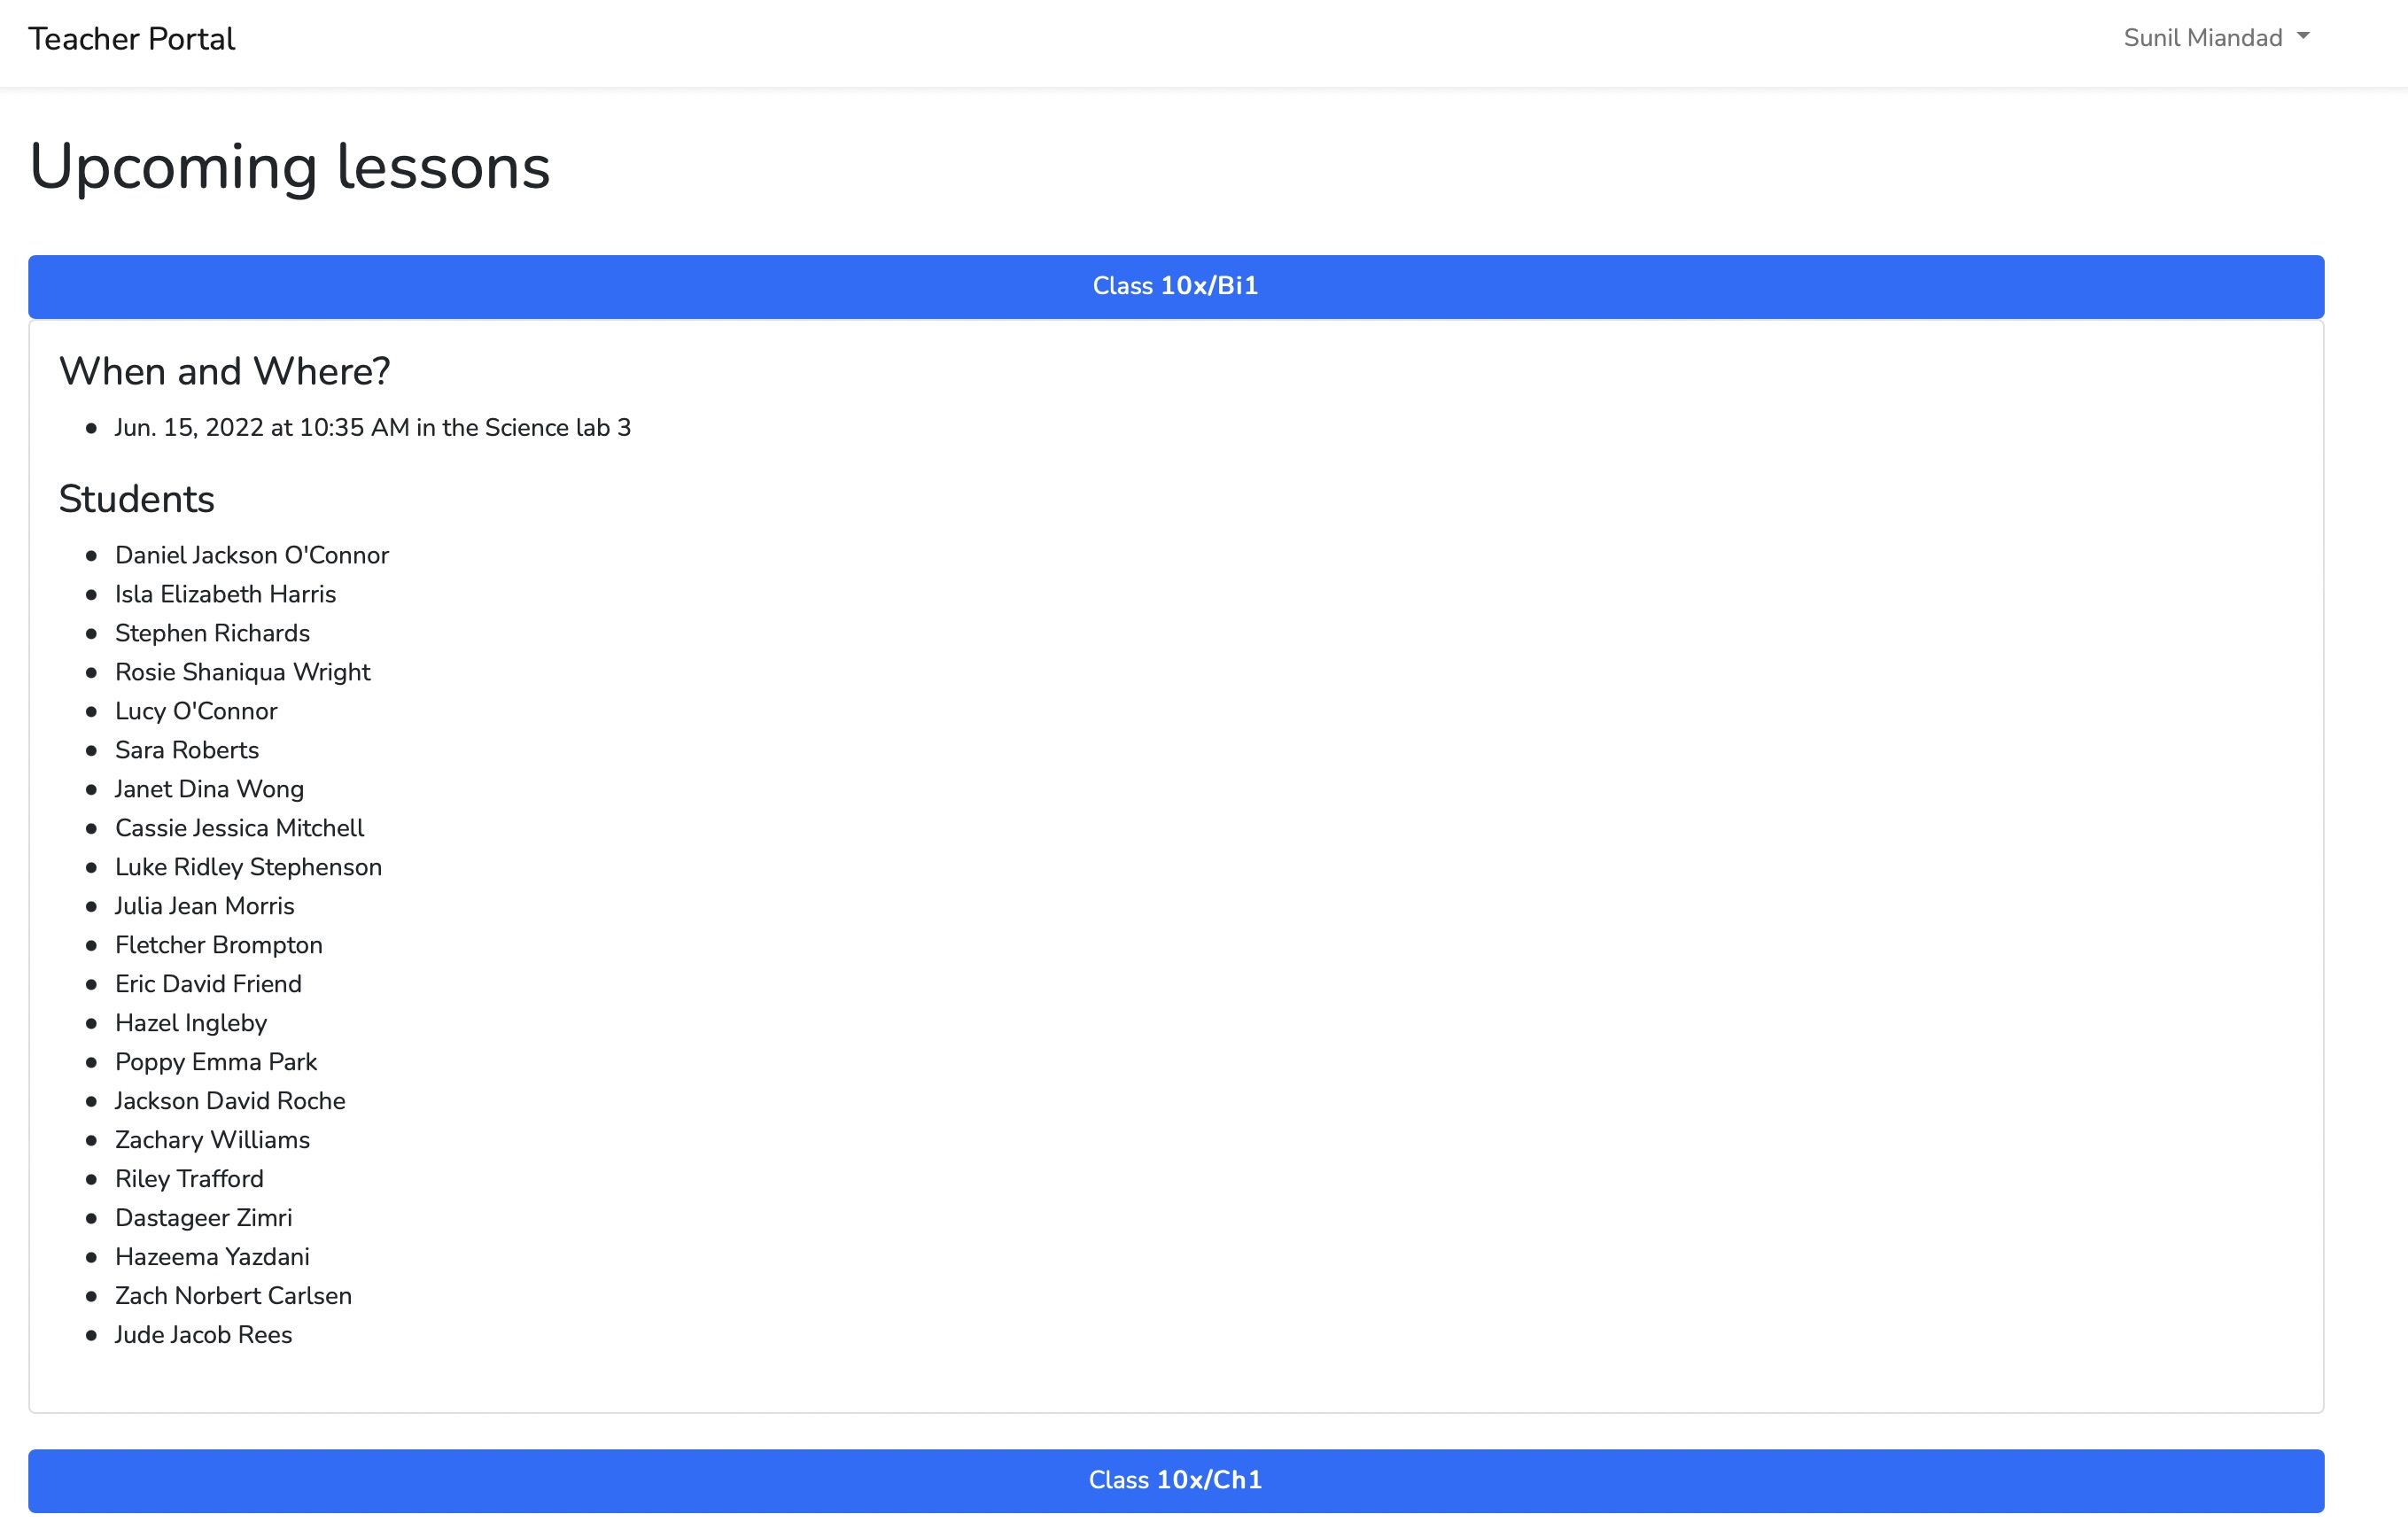 Teacher Portal
Sunil Miandad
Upcoming lessons
Class 10x/Bi1
When and Where?
Jun. 15, 2022 at 10:35 AM in the Science lab 3
Students
Daniel Jackson O'Connor
Isla Elizabeth Harris
Stephen Richards
Rosie Shaniqua Wright
Lucy O'Connor
Sara Roberts
Janet Dina Wong
Cassie Jessica Mitchell
Luke Ridley Stephenson
Julia Jean Morris
Fletcher Brompton
Eric David Friend
Hazel Ingleby
Poppy Emma Park
Jackson David Roche
Zachary Williams
Riley Trafford
Dastageer Zimri
Hazeema Yazdani
Zach Norbert Carlsen
Jude Jacob Rees
Class 10x/Ch1